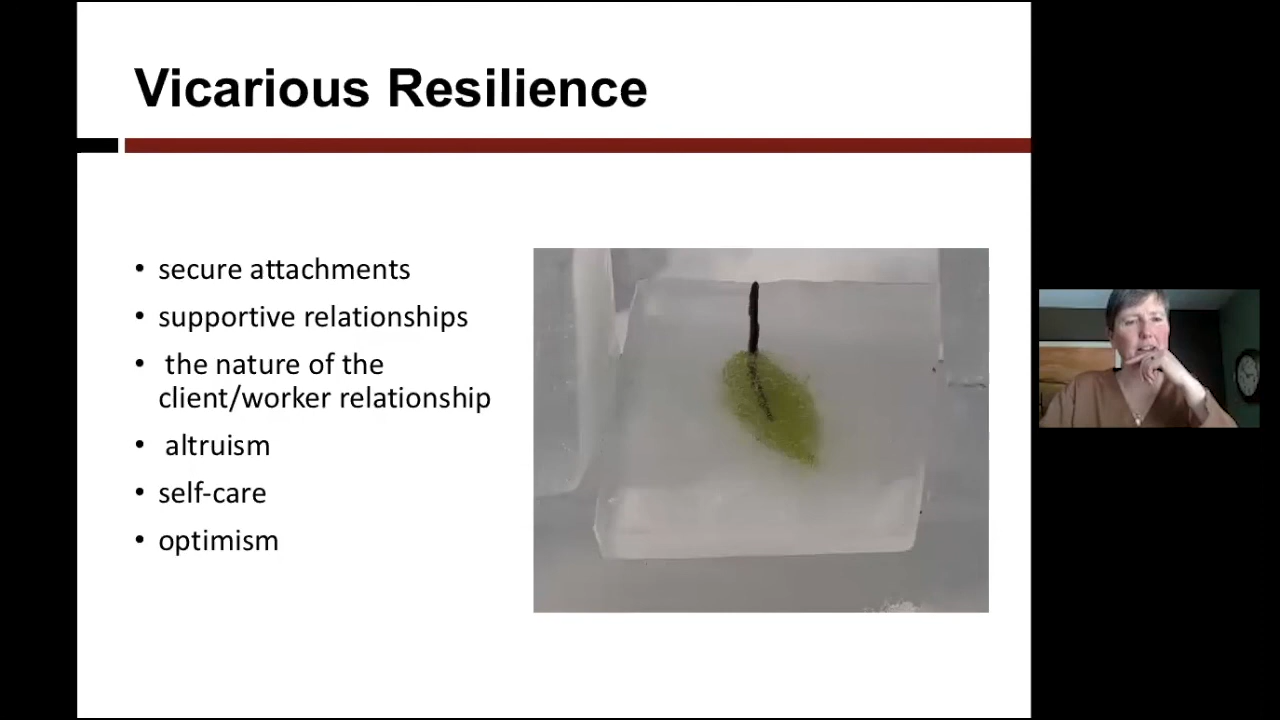 Vicarious Resilience
• secure attachments
• supportive relationships
• the nature of the
client/worker relationship
• altruism
• self-care
• optimism